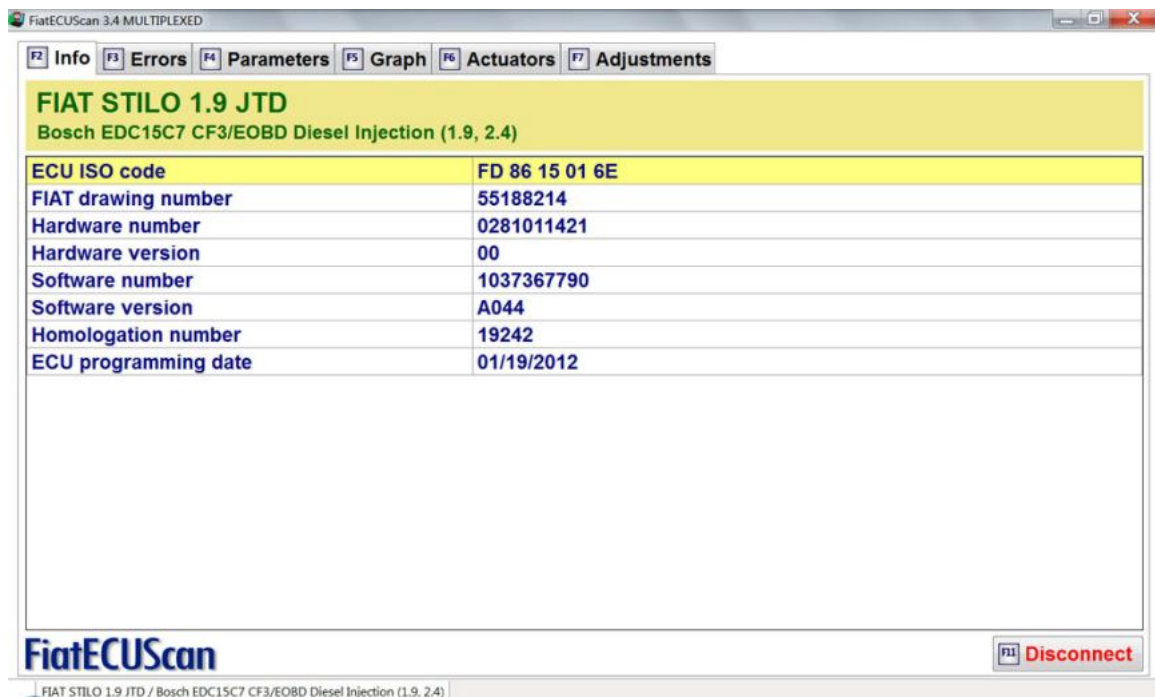 FiatECUScan 3.4 MULTIPLEXED
F2 Info F3 Errors F4 Parameters F5 Graph F6 Actuators F7 Adjustments
FIAT STILO 1.9 JTD
Bosch EDC15C7 CF3/EOBD Diesel Injection (1.9, 2.4)
ECU ISO code FD 86 15 01 6E
FIAT drawing number 55188214
Hardware number 0281011421
Hardware version 00
Software number 1037367790
Software version A044
Homologation number 19242
ECU programming date 01/19/2012
FiatECUScan F11 Disconnect
FIAT STILO 1.9 JTD / Bosch EDC15C7 CF3/EOBD Diesel Injection (1.9, 2.4)